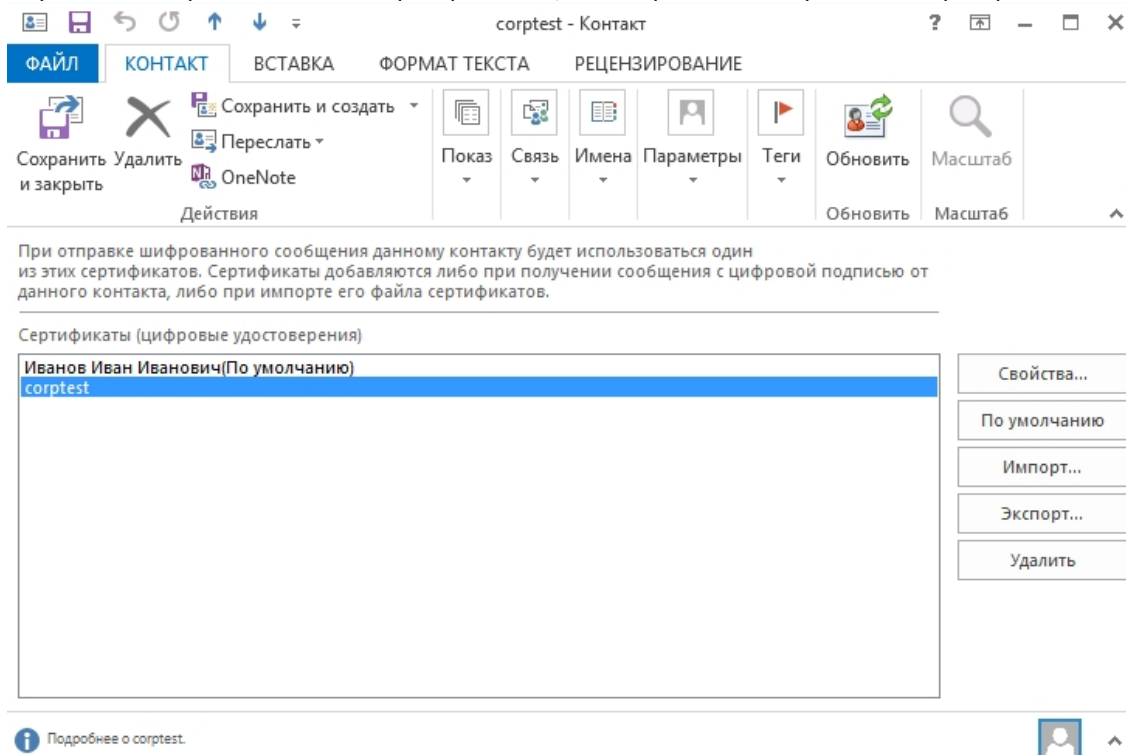 corptest - Контакт
ФАЙЛ КОНТАКТ ВСТАВКА ФОРМАТ ТЕКСТА РЕЦЕНЗИРОВАНИЕ
Сохранить и закрыть
Удалить
Сохранить и создать
Переслать
OneNote
Показ
Связь
Имена
Параметры
Теги
Обновить
Масштаб
Действия
Обновить
Масштаб
При отправке шифрованного сообщения данному контакту будет использоваться один
из этих сертификатов. Сертификаты добавляются либо при получении сообщения с цифровой подписью от
данного контакта, либо при импорте его файла сертификатов.
Сертификаты (цифровые удостоверения)
Иванов Иван Иванович(По умолчанию)
corptest
Свойства...
По умолчанию
Импорт...
Экспорт...
Удалить
Подробнее о corptest.